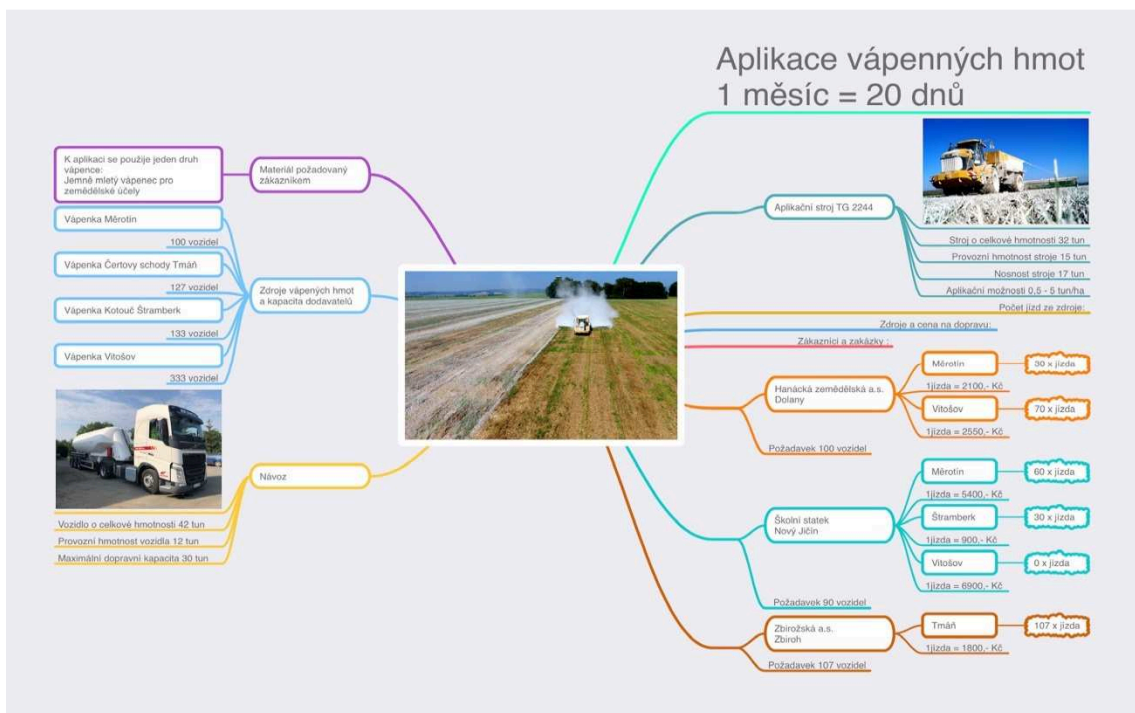 Aplikace vápenných hmot
1 měsíc = 20 dnů
K aplikaci se použije jeden druh
vápence:
Jemně mletý vápenec pro
zemědělské účely
Materiál požadovaný
zákazníkem
Vápenka Měrotín
100 vozidel
Vápenka Čertovy schody Tmáň
127 vozidel
Vápenka Kotouč Štramberk
133 vozidel
Vápenka Vitošov
333 vozidel
Zdroje vápených hmot
a kapacita dodavatelů
Návoz
Vozidlo o celkové hmotnosti 42 tun
Provozní hmotnost vozidla 12 tun
Maximální dopravní kapacita 30 tun
Aplikační stroj TG 2244
Stroj o celkové hmotnosti 32 tun
Provozní hmotnost stroje 15 tun
Nosnost stroje 17 tun
Aplikační možnosti 0,5 - 5 tun/ha
Počet jízd ze zdroje:
Zdroje a cena na dopravu:
Zákazníci a zakázky :
Hanácká zemědělská a.s.
Dolany
Požadavek 100 vozidel
Měrotín
30 x jízda
1jízda = 2100,- Kč
Vitošov
70 x jízda
1jízda = 2550,- Kč
Školní statek
Nový Jičín
Požadavek 90 vozidel
Měrotín
60 x jízda
1jízda = 5400,- Kč
Štramberk
30 x jízda
1jízda = 900,- Kč
Vitošov
0 x jízda
1jízda = 6900,- Kč
Zbirožská a.s.
Zbiroh
Požadavek 107 vozidel
Tmáň
107 x jízda
1jízda = 1800,- Kč